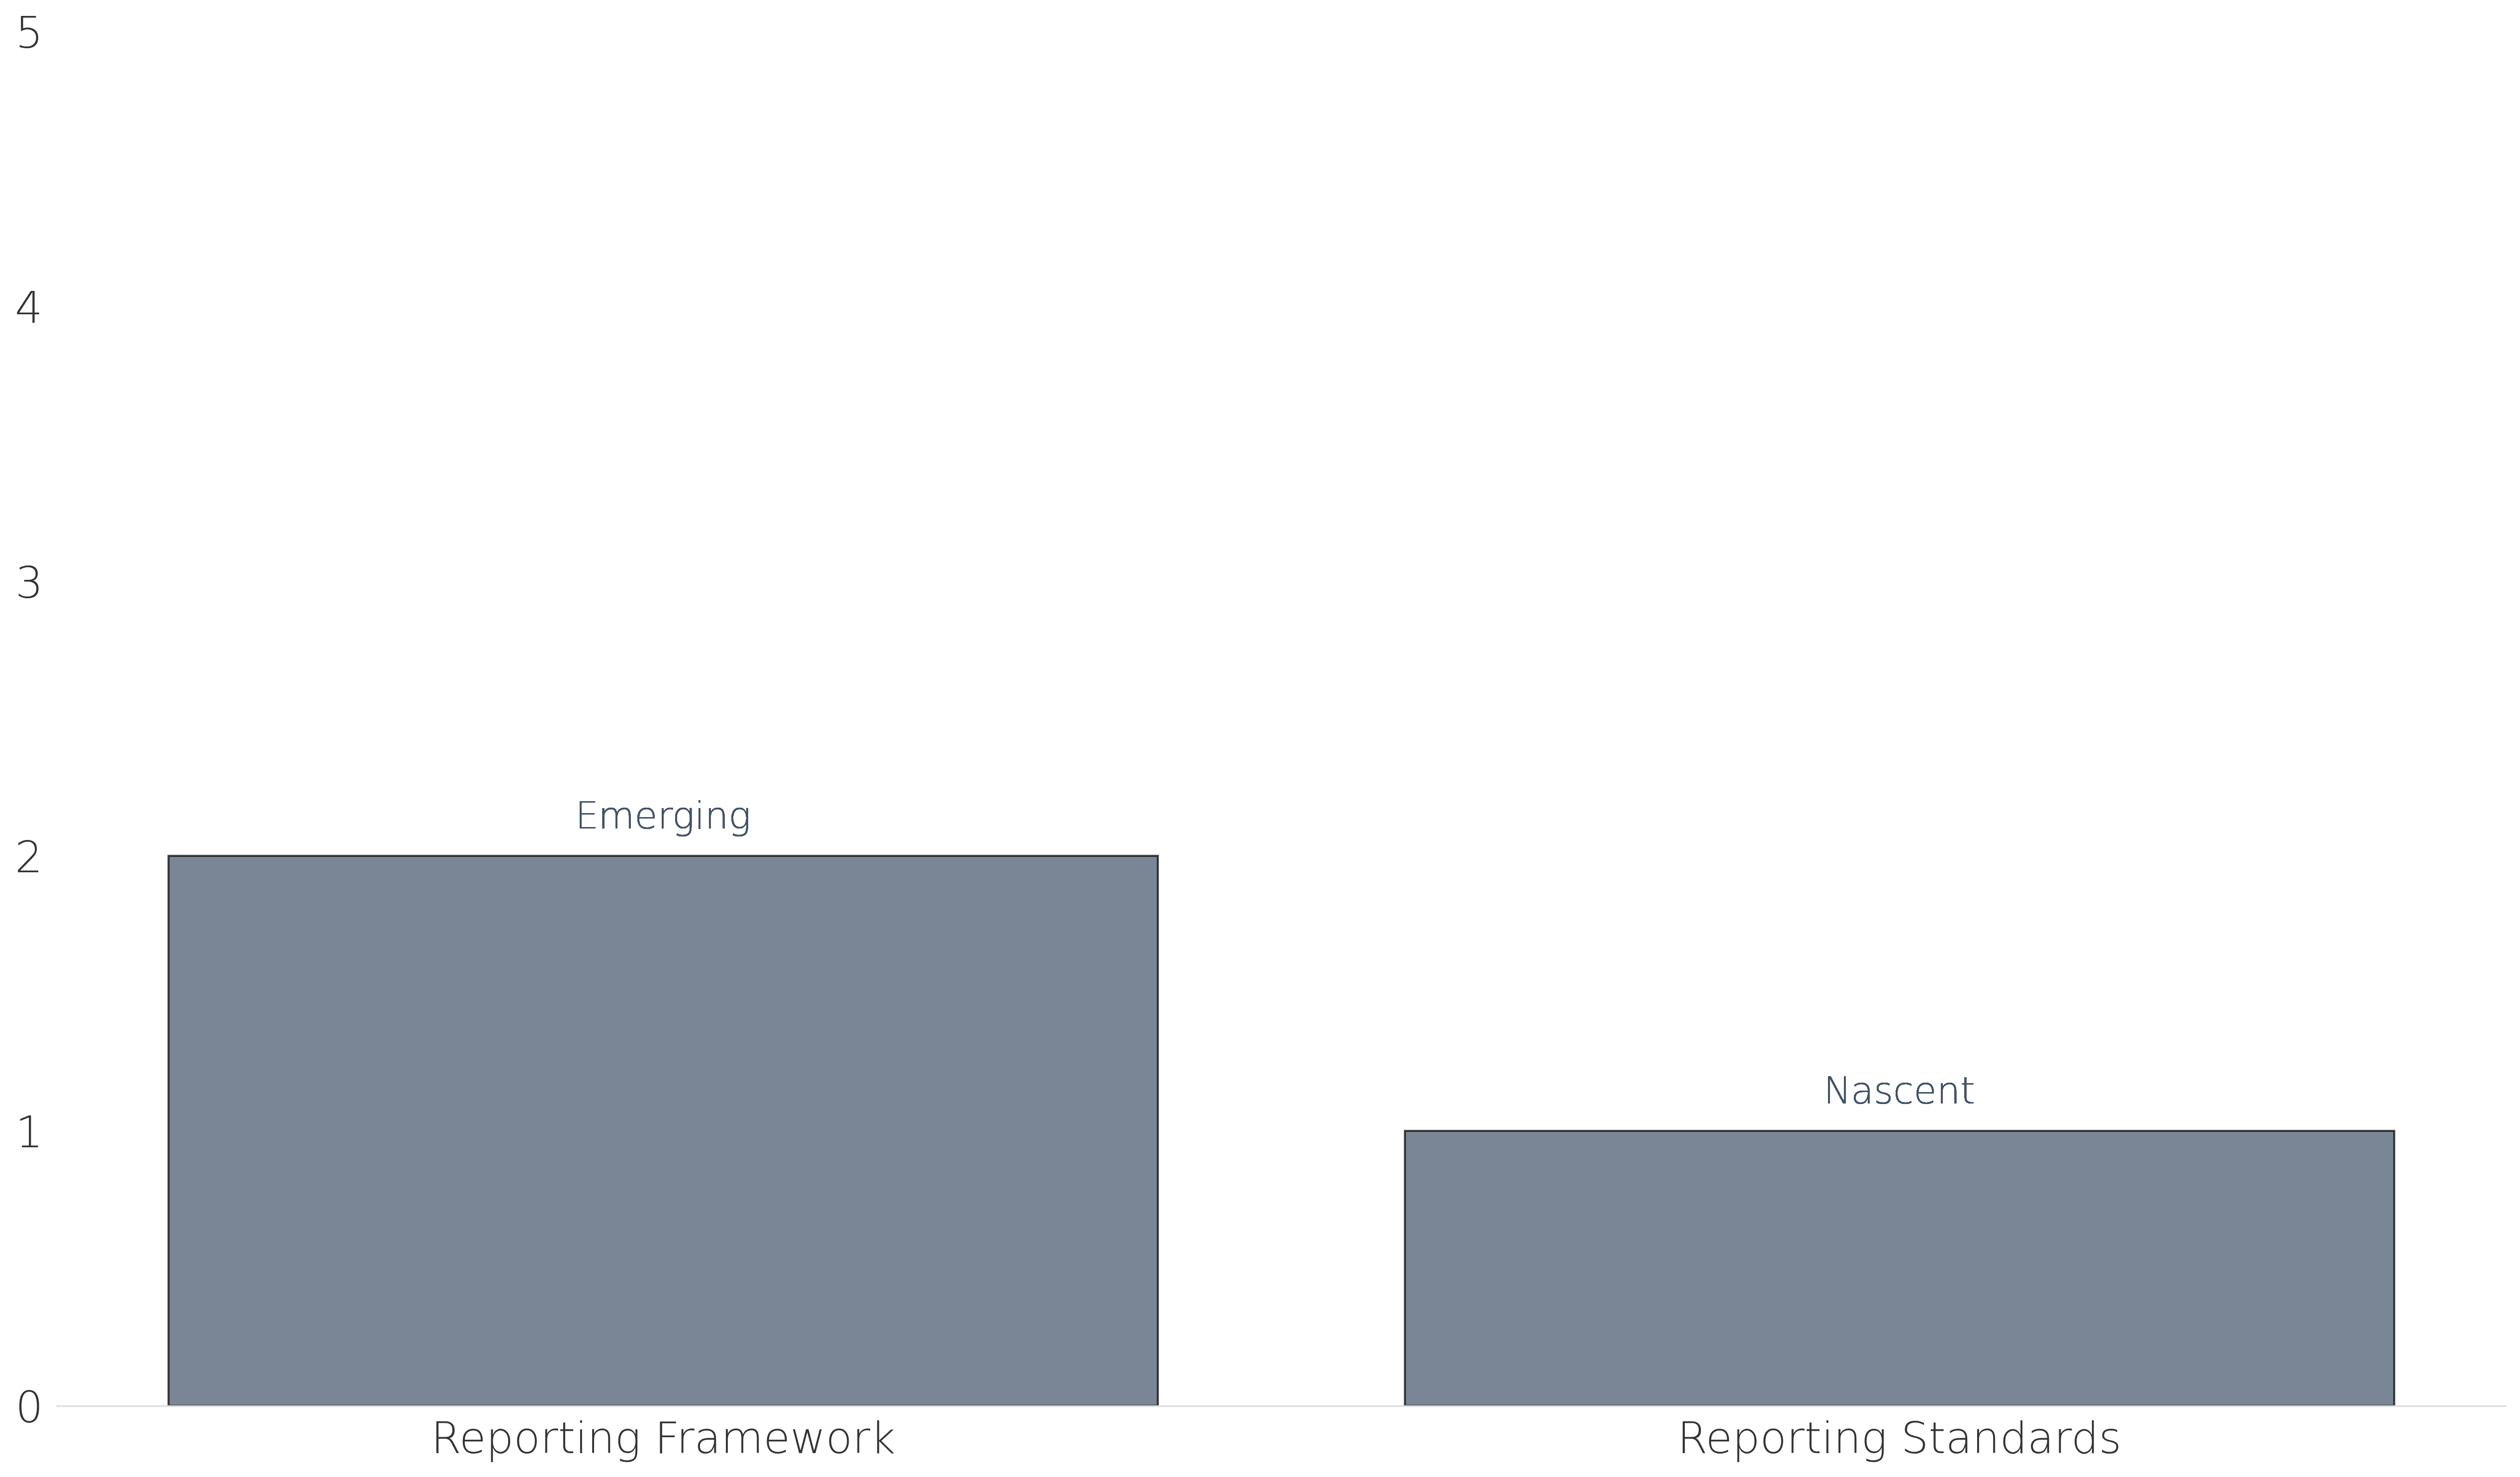 5
4
3
Emerging
2
Nascent
1
0
Reporting Framework
Reporting Standards